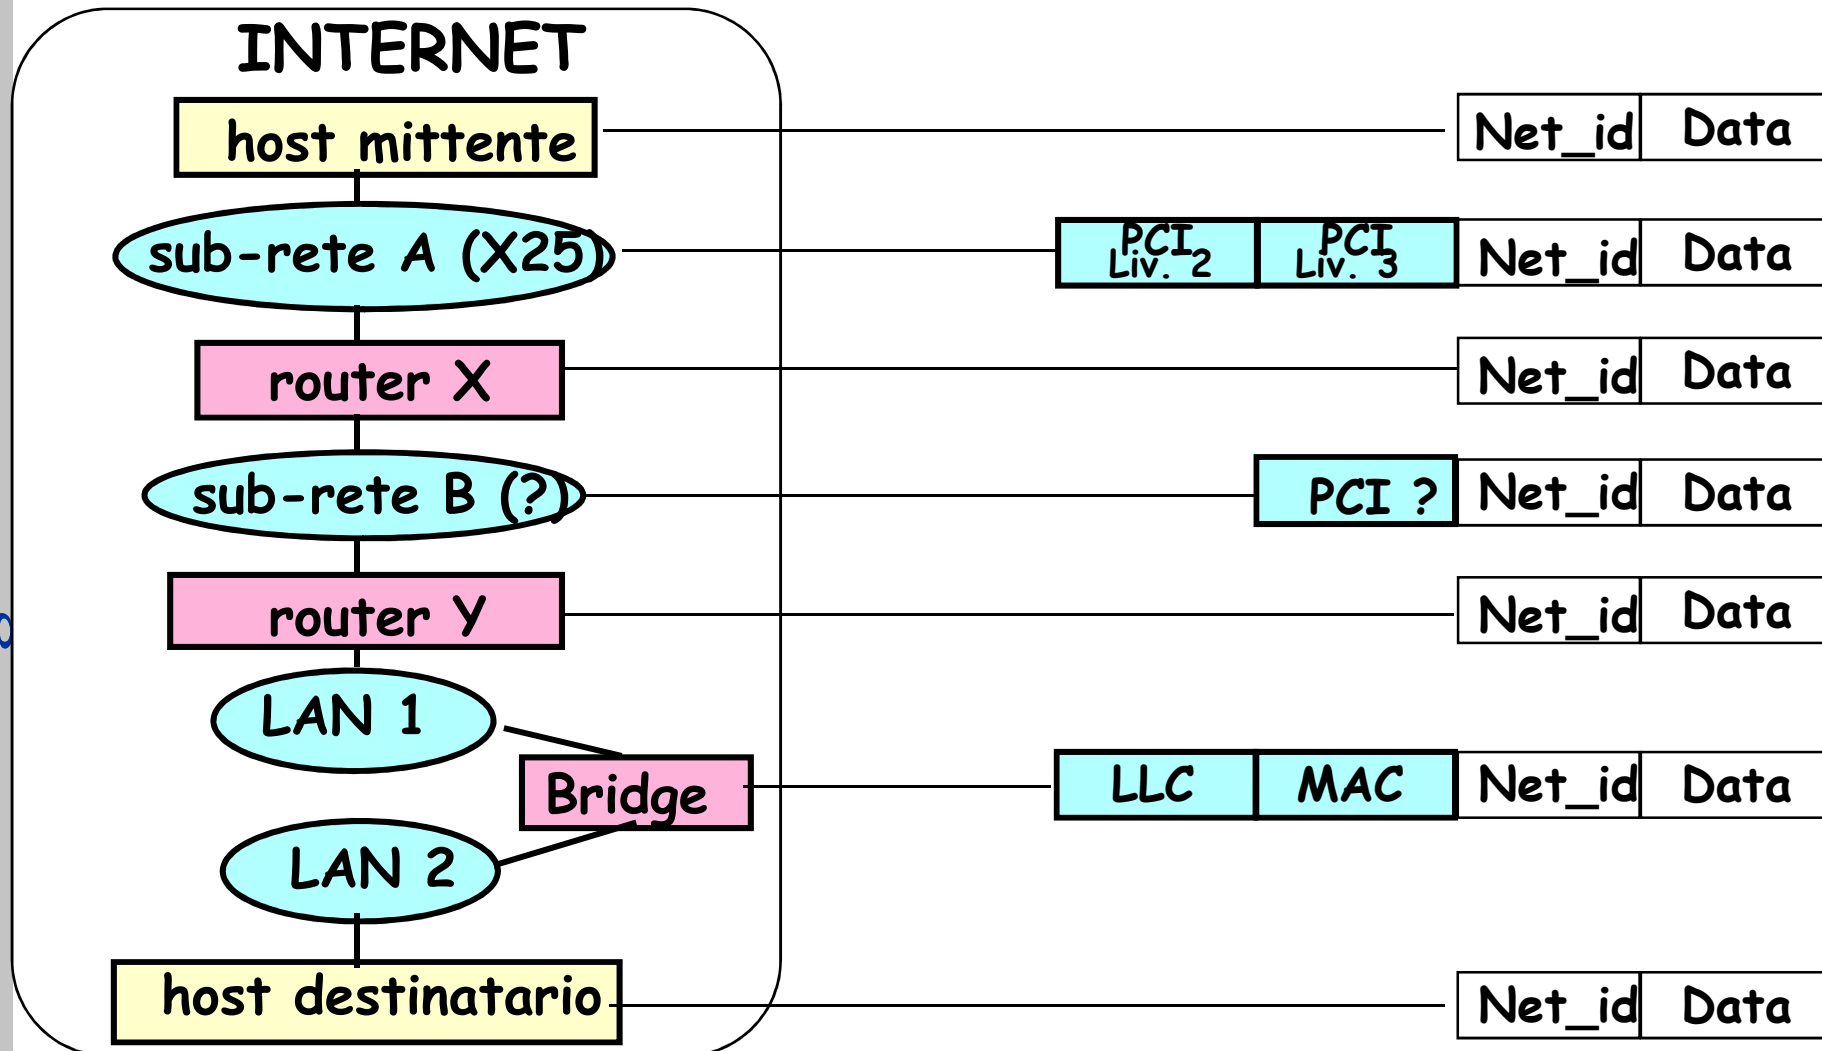 INTERNET
host mittente
Net_id Data
sub-rete A (X25)
PCI Liv. 2
PCI Liv. 3
Net_id Data
router X
Net_id Data
sub-rete B (?)
PCI ?
Net_id Data
router Y
Net_id Data
LAN 1
Bridge
LLC MAC Net_id Data
LAN 2
host destinatario
Net_id Data